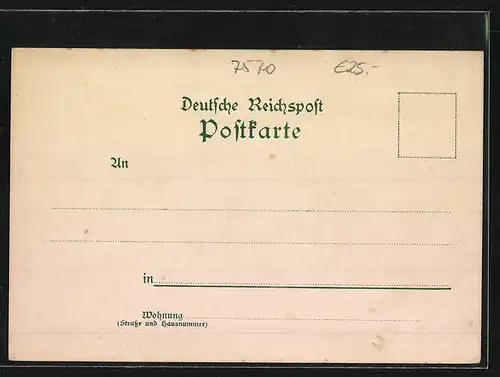 7570 €25.-
Deutsche Reichspost
Postkarte
An
in
Wohnung
(Straße und Hausnummer)